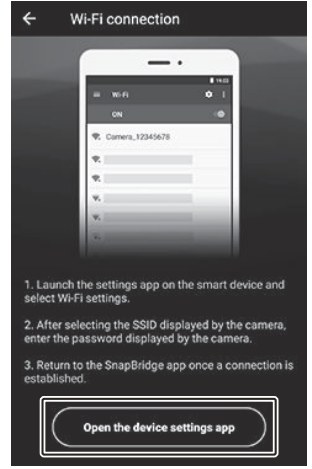 Wi-Fi connection
19:03
Wi-Fi
ON
Camera_12345678
1. Launch the settings app on the smart device and
select Wi-Fi settings.
2. After selecting the SSID displayed by the camera,
enter the password displayed by the camera.
3. Return to the SnapBridge app once a connection is
established.
Open the device settings app